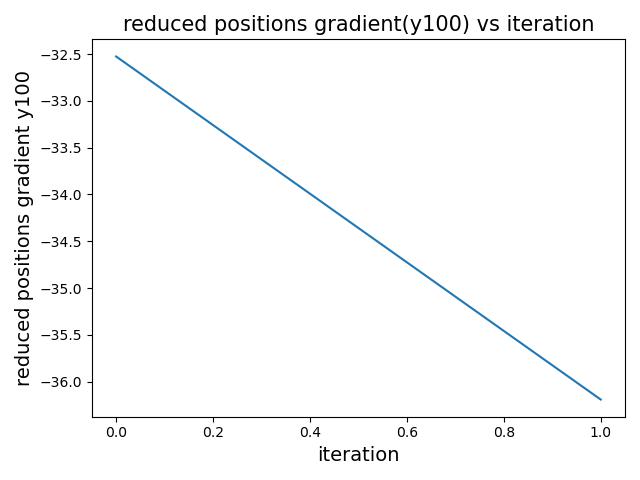 reduced positions gradient(y100) vs iteration
reduced positions gradient y100
−32.5
−33.0
−33.5
−34.0
−34.5
−35.0
−35.5
−36.0
0.0 0.2 0.4 0.6 0.8 1.0
iteration